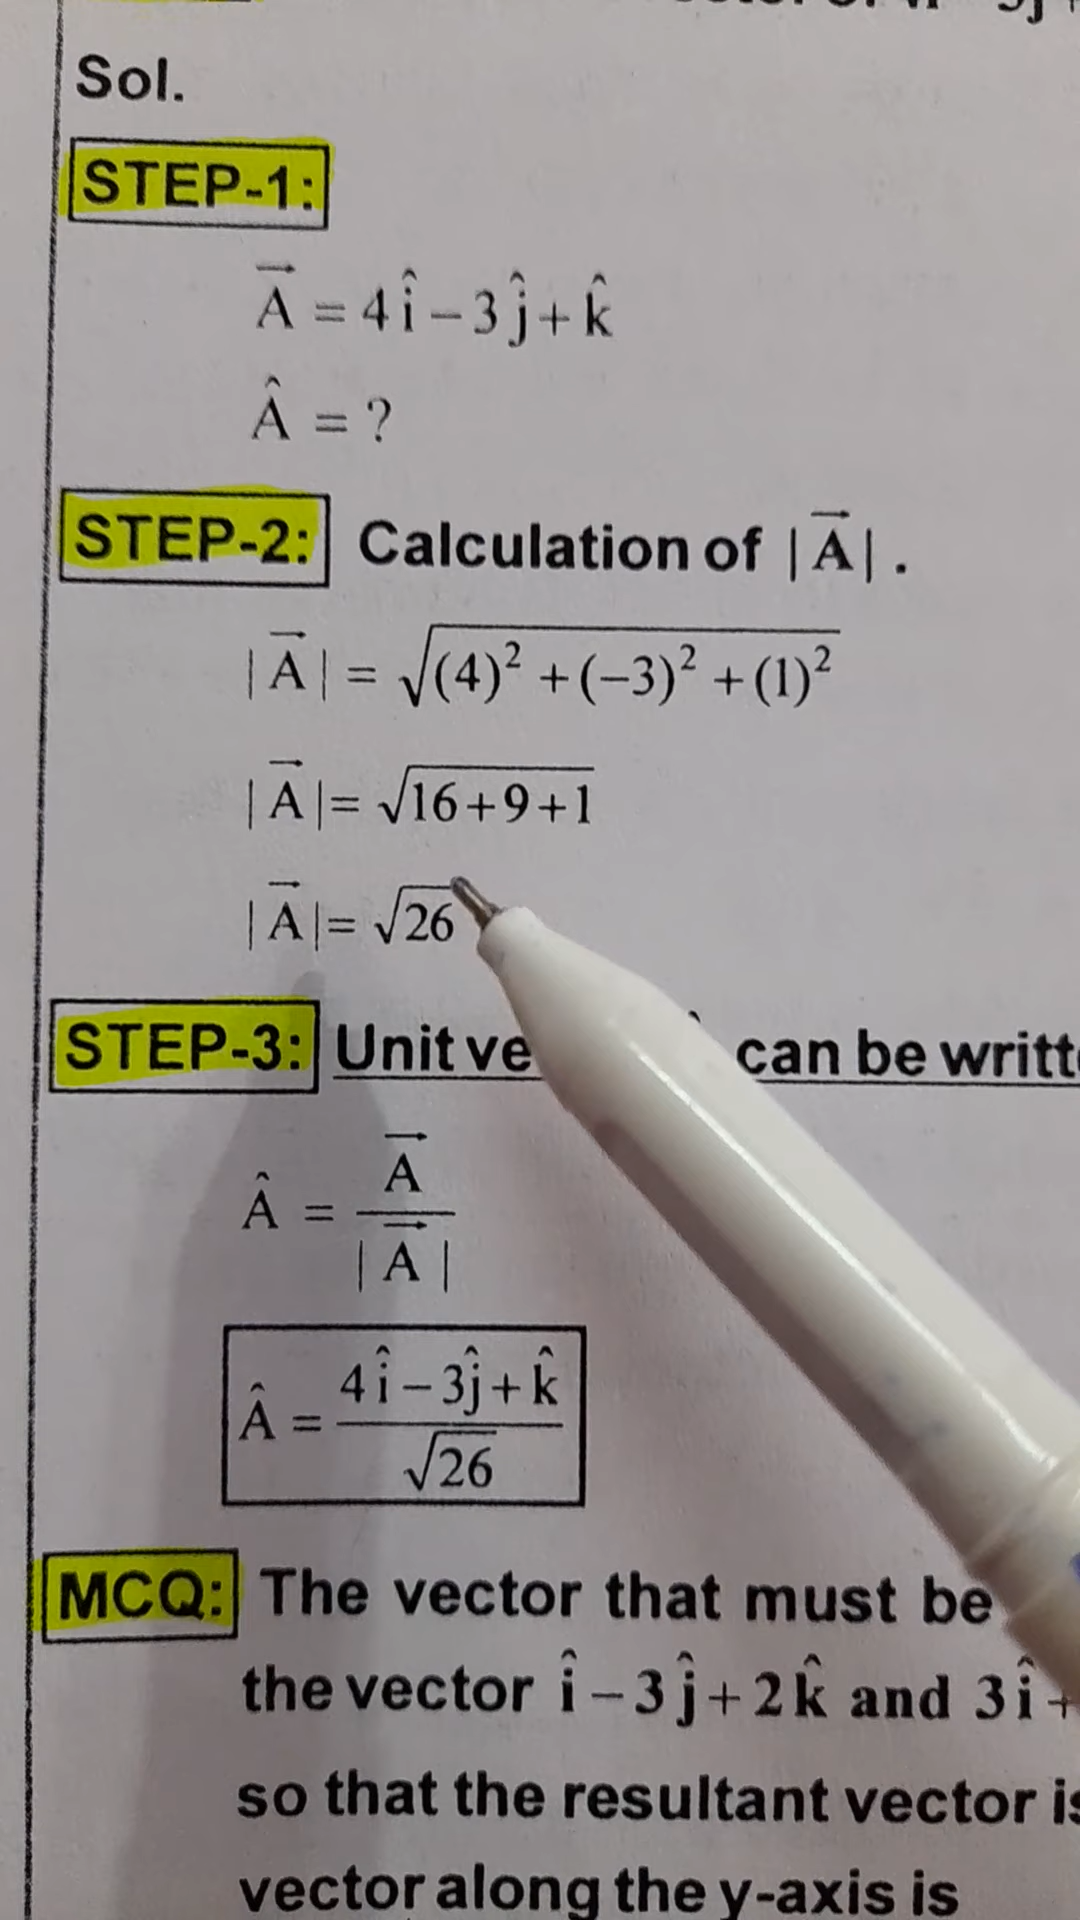 Sol.
STEP-1:
A⃗ = 4î − 3ĵ + k̂
Â = ?
STEP-2: Calculation of |A⃗|.
|A⃗| = √(4)² + (−3)² + (1)²
|A⃗| = √16 + 9 + 1
|A⃗| = √26
STEP-3: Unit can be
Â = A⃗ / |A⃗|
Â = 4î − 3ĵ + k̂ / √26
MCQ: The vector that must be
the vector î − 3ĵ + 2k̂ and 3î +
so that the resultant vector is
vector along the y-axis is